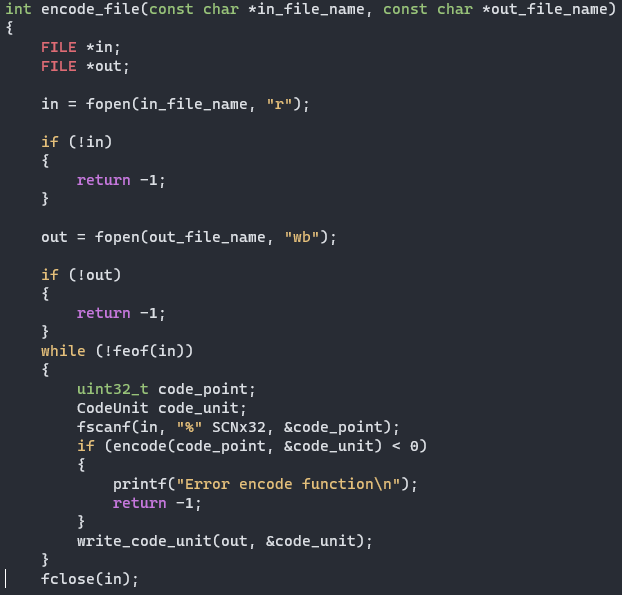 int encode_file(const char *in_file_name, const char *out_file_name)
{
    FILE *in;
    FILE *out;

    in = fopen(in_file_name, "r");

    if (!in)
    {
        return -1;
    }

    out = fopen(out_file_name, "wb");

    if (!out)
    {
        return -1;
    }
    while (!feof(in))
    {
        uint32_t code_point;
        CodeUnit code_unit;
        fscanf(in, "%" SCNx32, &code_point);
        if (encode(code_point, &code_unit) < 0)
        {
            printf("Error encode function\n");
            return -1;
        }
        write_code_unit(out, &code_unit);
    }
    fclose(in);